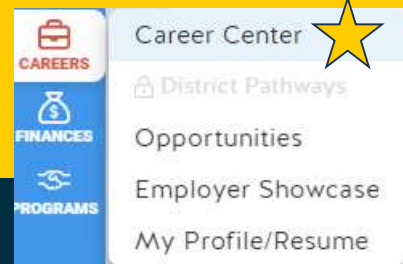 CAREERS
FINANCES
PROGRAMS
Career Center
District Pathways
Opportunities
Employer Showcase
My Profile/Resume